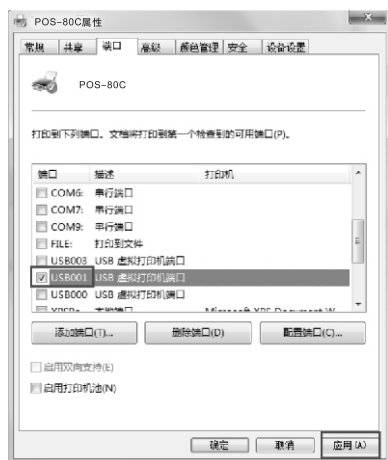 POS-80C属性
常规 共享 端口 高级 颜色管理 安全 设备设置
POS-80C
打印到下列端口。文档将打印到第一个检查到的可用端口(P)。
端口 描述 打印机
COM6: 串行端口
COM7: 串行端口
COM9: 串行端口
FILE: 打印到文件
USB003 USB 虚拟打印机端口
USB001 USB 虚拟打印机端口
USB000 USB 虚拟打印机端口
本地端口 Microsoft XPS Document W
添加端口(T)... 删除端口(D) 配置端口(C)...
启用双向支持(E)
启用打印机池(N)
确定 取消 应用(A)